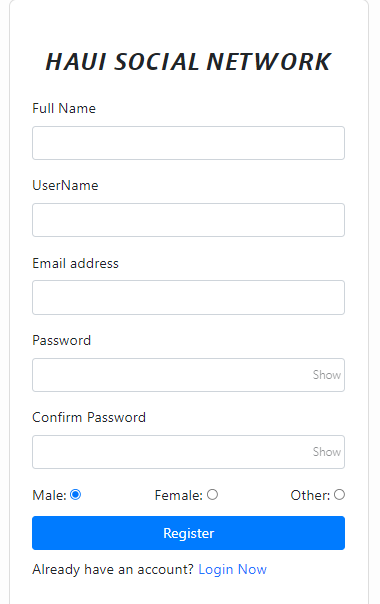 HAUI SOCIAL NETWORK
Full Name
UserName
Email address
Password
Show
Confirm Password
Show
Male: Female: Other:
Register
Already have an account? Login Now